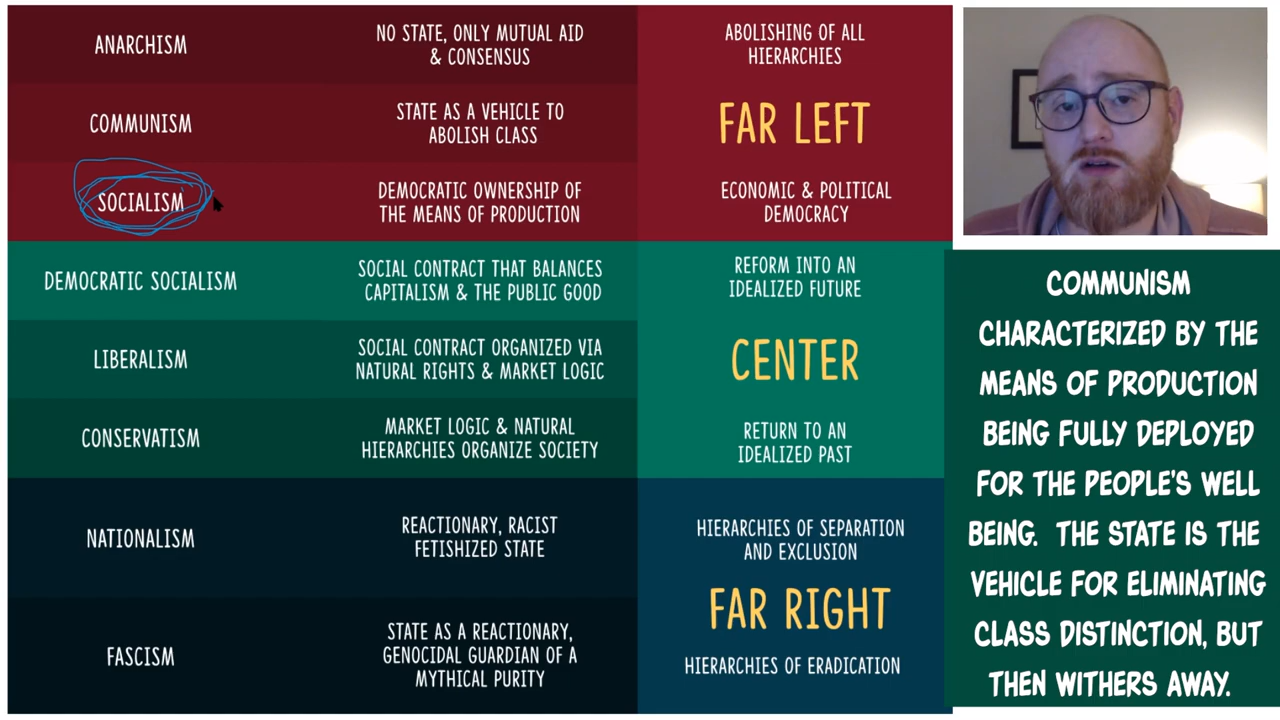 ANARCHISM
NO STATE, ONLY MUTUAL AID
& CONSENSUS
ABOLISHING OF ALL
HIERARCHIES
COMMUNISM
STATE AS A VEHICLE TO
ABOLISH CLASS
FAR LEFT
SOCIALISM
DEMOCRATIC OWNERSHIP OF
THE MEANS OF PRODUCTION
ECONOMIC & POLITICAL
DEMOCRACY
DEMOCRATIC SOCIALISM
SOCIAL CONTRACT THAT BALANCES
CAPITALISM & THE PUBLIC GOOD
REFORM INTO AN
IDEALIZED FUTURE
LIBERALISM
SOCIAL CONTRACT ORGANIZED VIA
NATURAL RIGHTS & MARKET LOGIC
CENTER
CONSERVATISM
MARKET LOGIC & NATURAL
HIERARCHIES ORGANIZE SOCIETY
RETURN TO AN
IDEALIZED PAST
NATIONALISM
REACTIONARY, RACIST
FETISHIZED STATE
HIERARCHIES OF SEPARATION
AND EXCLUSION
FAR RIGHT
FASCISM
STATE AS A REACTIONARY,
GENOCIDAL GUARDIAN OF A
MYTHICAL PURITY
HIERARCHIES OF ERADICATION
COMMUNISM
CHARACTERIZED BY THE
MEANS OF PRODUCTION
BEING FULLY DEPLOYED
FOR THE PEOPLE'S WELL
BEING. THE STATE IS THE
VEHICLE FOR ELIMINATING
CLASS DISTINCTION, BUT
THEN WITHERS AWAY.